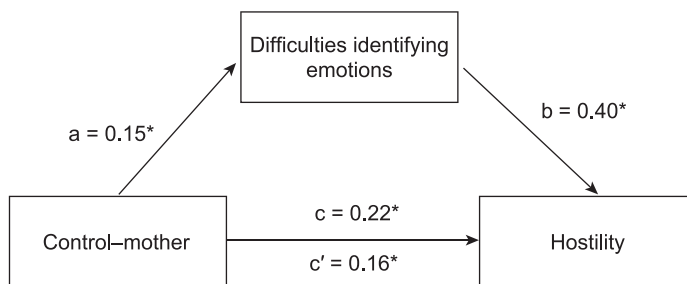 Difficulties identifying
emotions
a = 0.15*
b = 0.40*
Control–mother
c = 0.22*
c′ = 0.16*
Hostility